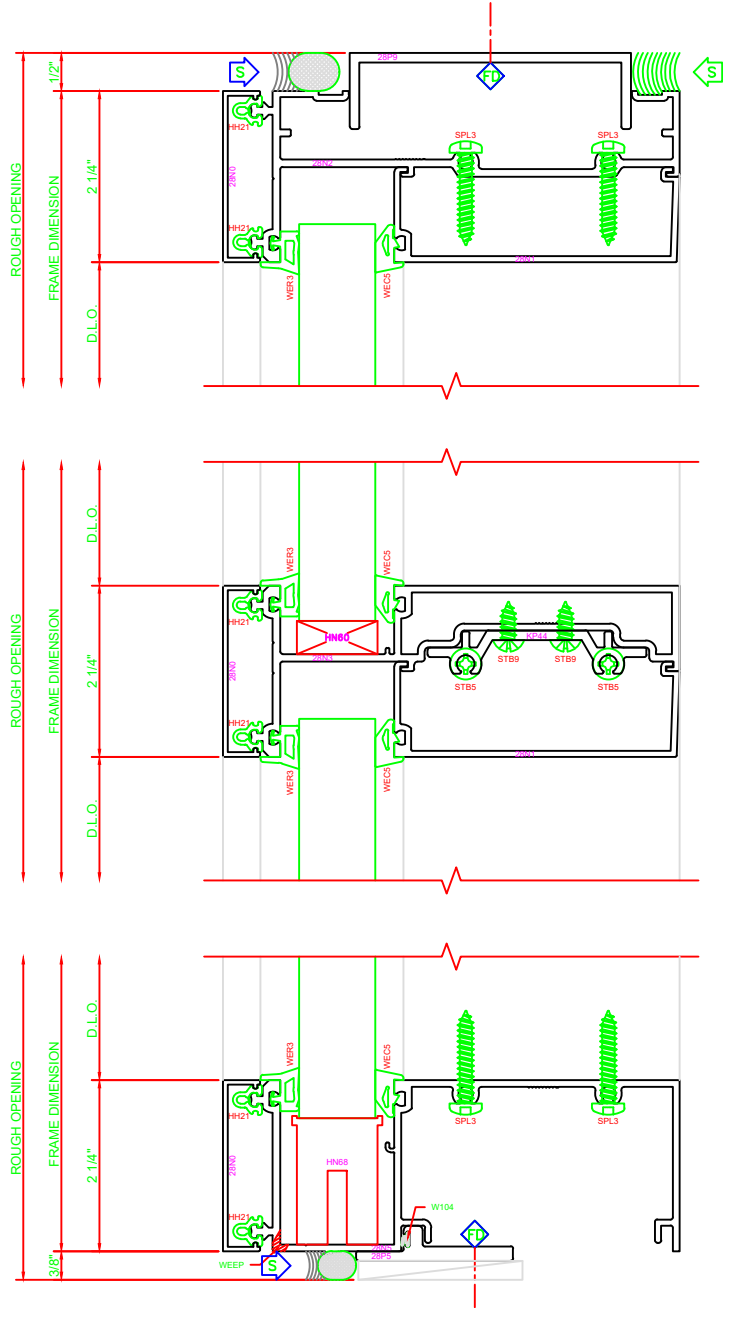 28P9
S
FD
S
1/2"
HH21
SPL3
SPL3
28N2
28N0
2 1/4"
ROUGH OPENING
FRAME DIMENSION
HH21
28N1
WER3
WEC5
D.L.O.
D.L.O.
WER3
WEC5
HH21
HN60
KP44
STB9
STB9
28N3
28N0
STB5
STB5
2 1/4"
ROUGH OPENING
FRAME DIMENSION
HH21
28N1
WER3
WEC5
D.L.O.
D.L.O.
WER3
WEC5
HH21
SPL3
SPL3
ROUGH OPENING
FRAME DIMENSION
2 1/4"
28N0
HN68
W104
HH21
FD
28N5
28P5
WEEP
S
3/8"